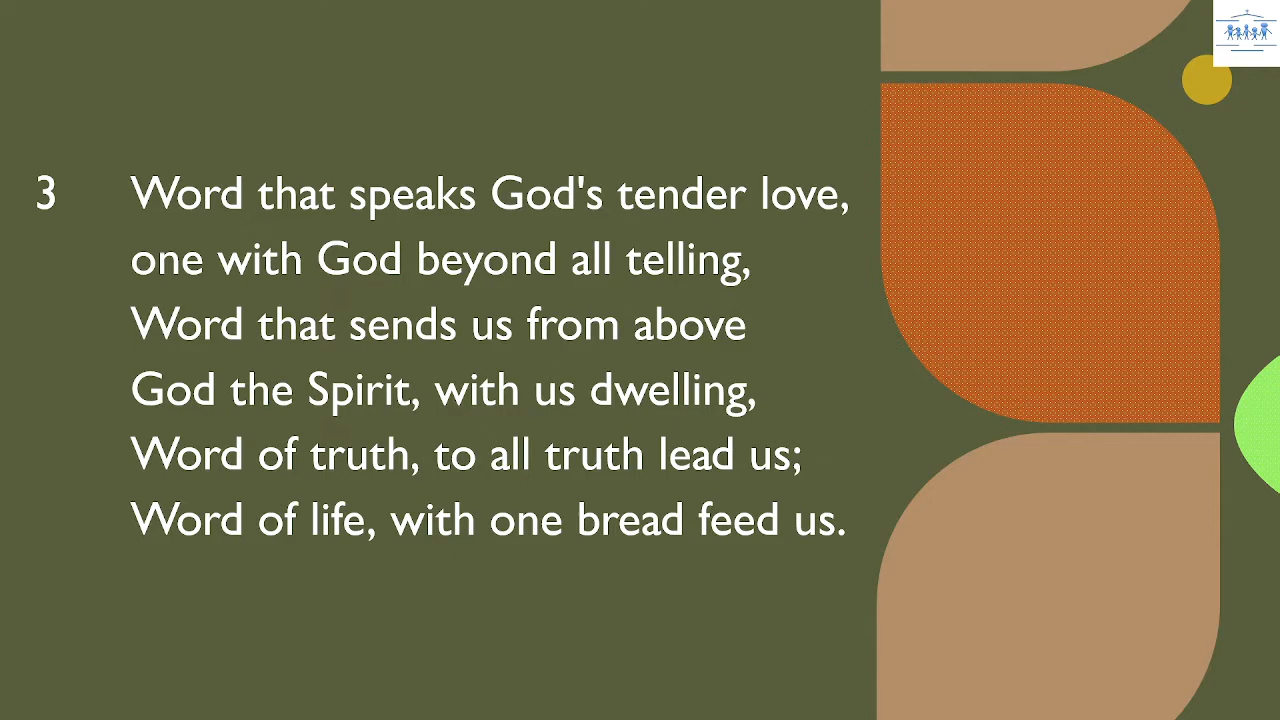 3 Word that speaks God's tender love,
one with God beyond all telling,
Word that sends us from above
God the Spirit, with us dwelling,
Word of truth, to all truth lead us;
Word of life, with one bread feed us.